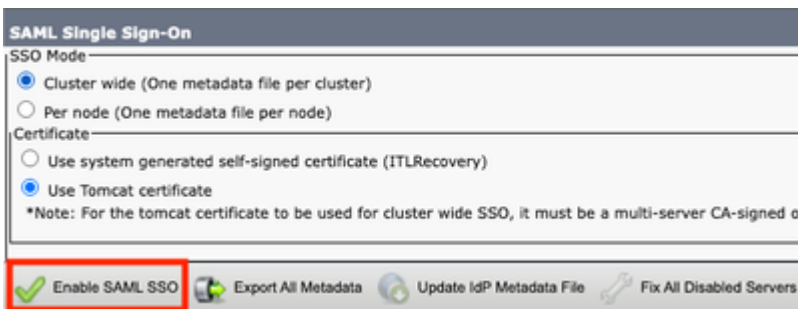 SAML Single Sign-On
SSO Mode
Cluster wide (One metadata file per cluster)
Per node (One metadata file per node)
Certificate
Use system generated self-signed certificate (ITLRecovery)
Use Tomcat certificate
*Note: For the tomcat certificate to be used for cluster wide SSO, it must be a multi-server CA-signed
Enable SAML SSO Export All Metadata Update IdP Metadata File Fix All Disabled Servers